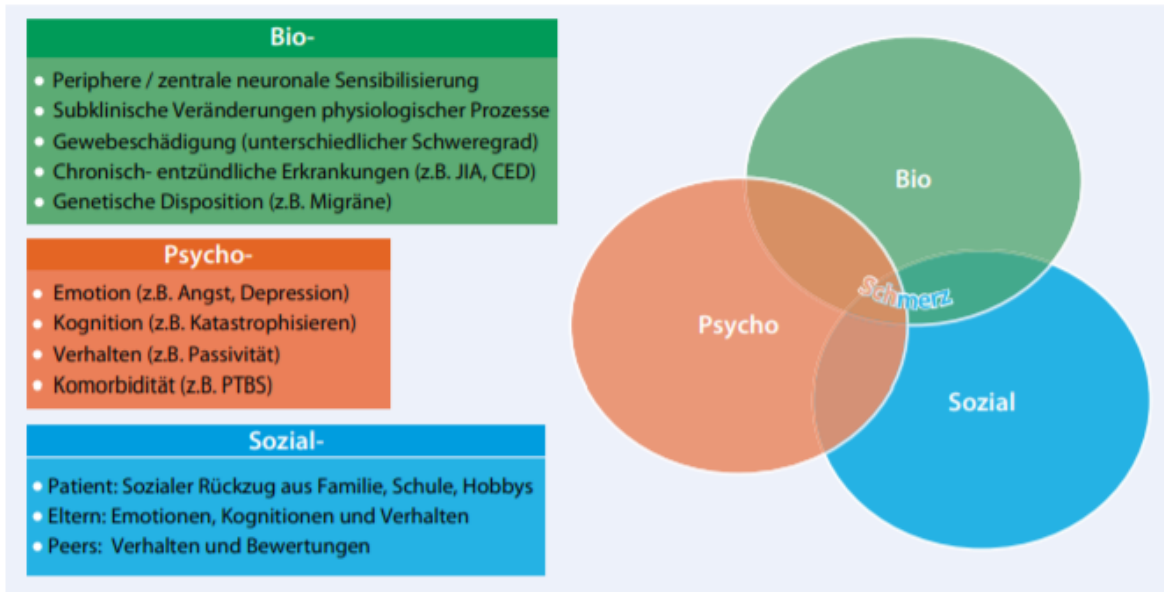 Bio-
• Periphere / zentrale neuronale Sensibilisierung
• Subklinische Veränderungen physiologischer Prozesse
• Gewebeschädigung (unterschiedlicher Schweregrad)
• Chronisch- entzündliche Erkrankungen (z.B. JIA, CED)
• Genetische Disposition (z.B. Migräne)
Psycho-
• Emotion (z.B. Angst, Depression)
• Kognition (z.B. Katastrophisieren)
• Verhalten (z.B. Passivität)
• Komorbidität (z.B. PTBS)
Sozial-
• Patient: Sozialer Rückzug aus Familie, Schule, Hobbys
• Eltern: Emotionen, Kognitionen und Verhalten
• Peers: Verhalten und Bewertungen
Bio
Schmerz
Psycho
Sozial